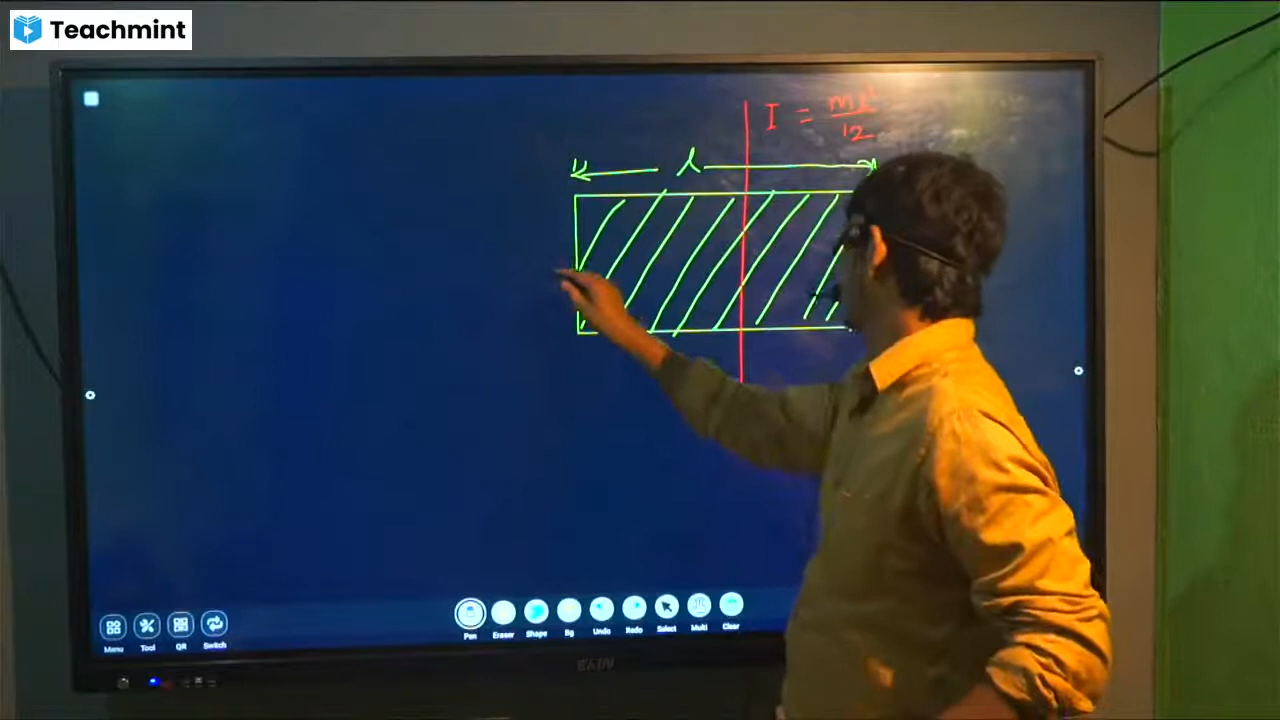 Teachmint
I = ml²/12
l
Menu Tool QR Switch
Pen Eraser Shape Bg Undo Redo Select Multi Clear